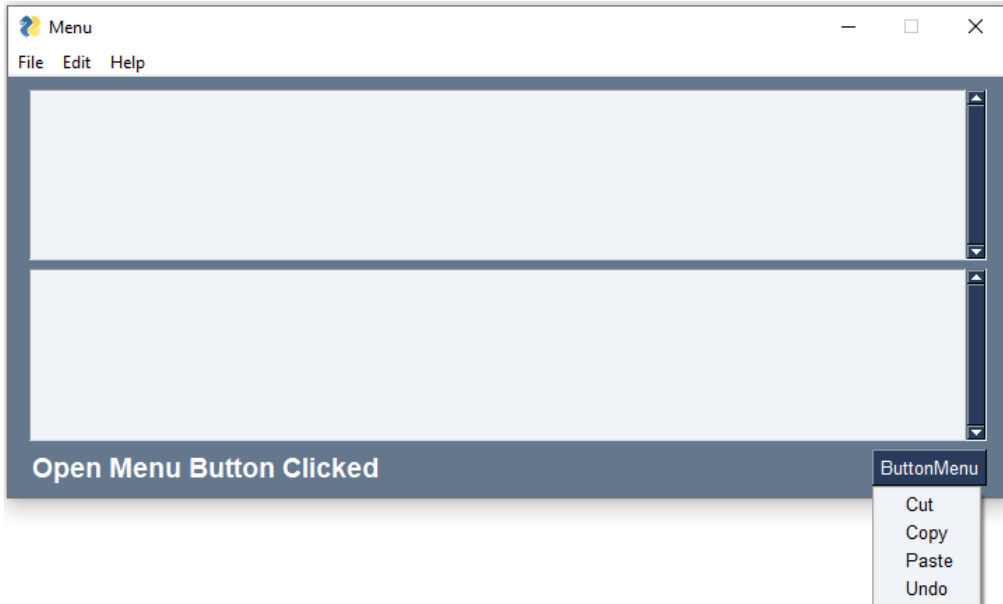 Menu
File Edit Help
Open Menu Button Clicked
ButtonMenu
Cut
Copy
Paste
Undo